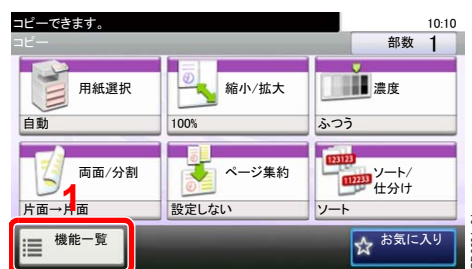 コピーできます。
10:10
コピー
部数 1
用紙選択
自動
縮小/拡大
100%
濃度
ふつう
両面/分割
片面→片面
ページ集約
設定しない
123123
112233
ソート/
仕分け
ソート
1
機能一覧
お気に入り